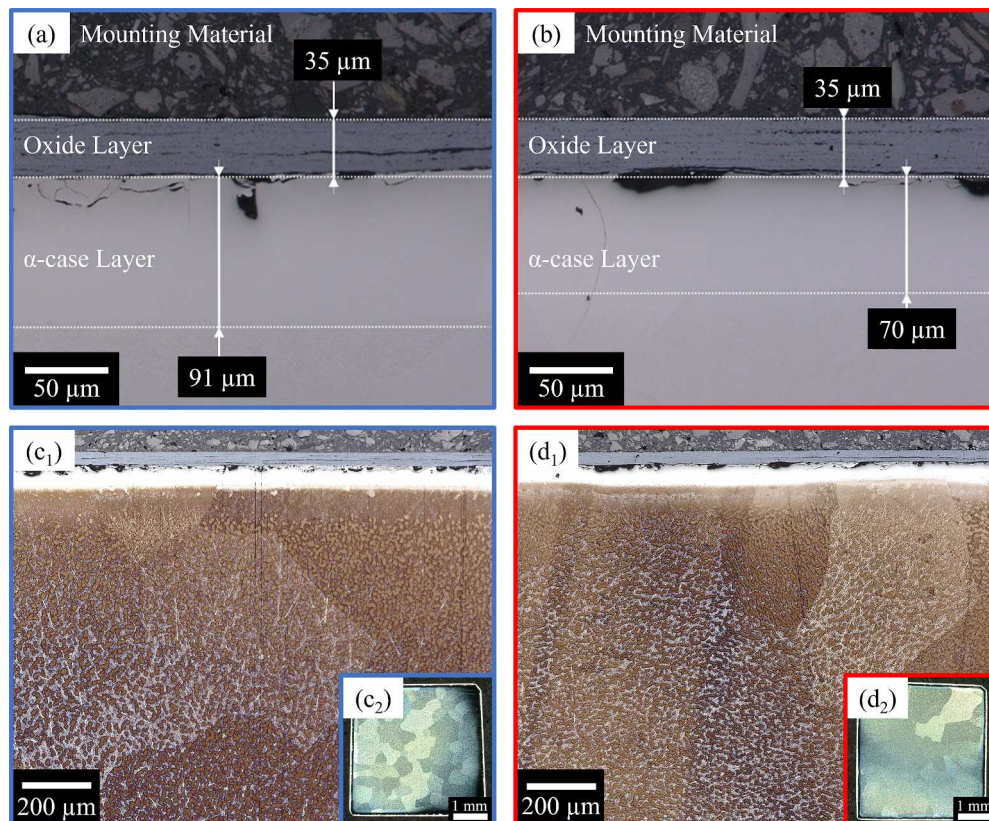 (a) Mounting Material
35 µm
Oxide Layer
α-case Layer
91 µm
50 µm
(b) Mounting Material
35 µm
Oxide Layer
α-case Layer
70 µm
50 µm
(c₁)
(c₂)
200 µm
1 mm
(d₁)
(d₂)
200 µm
1 mm